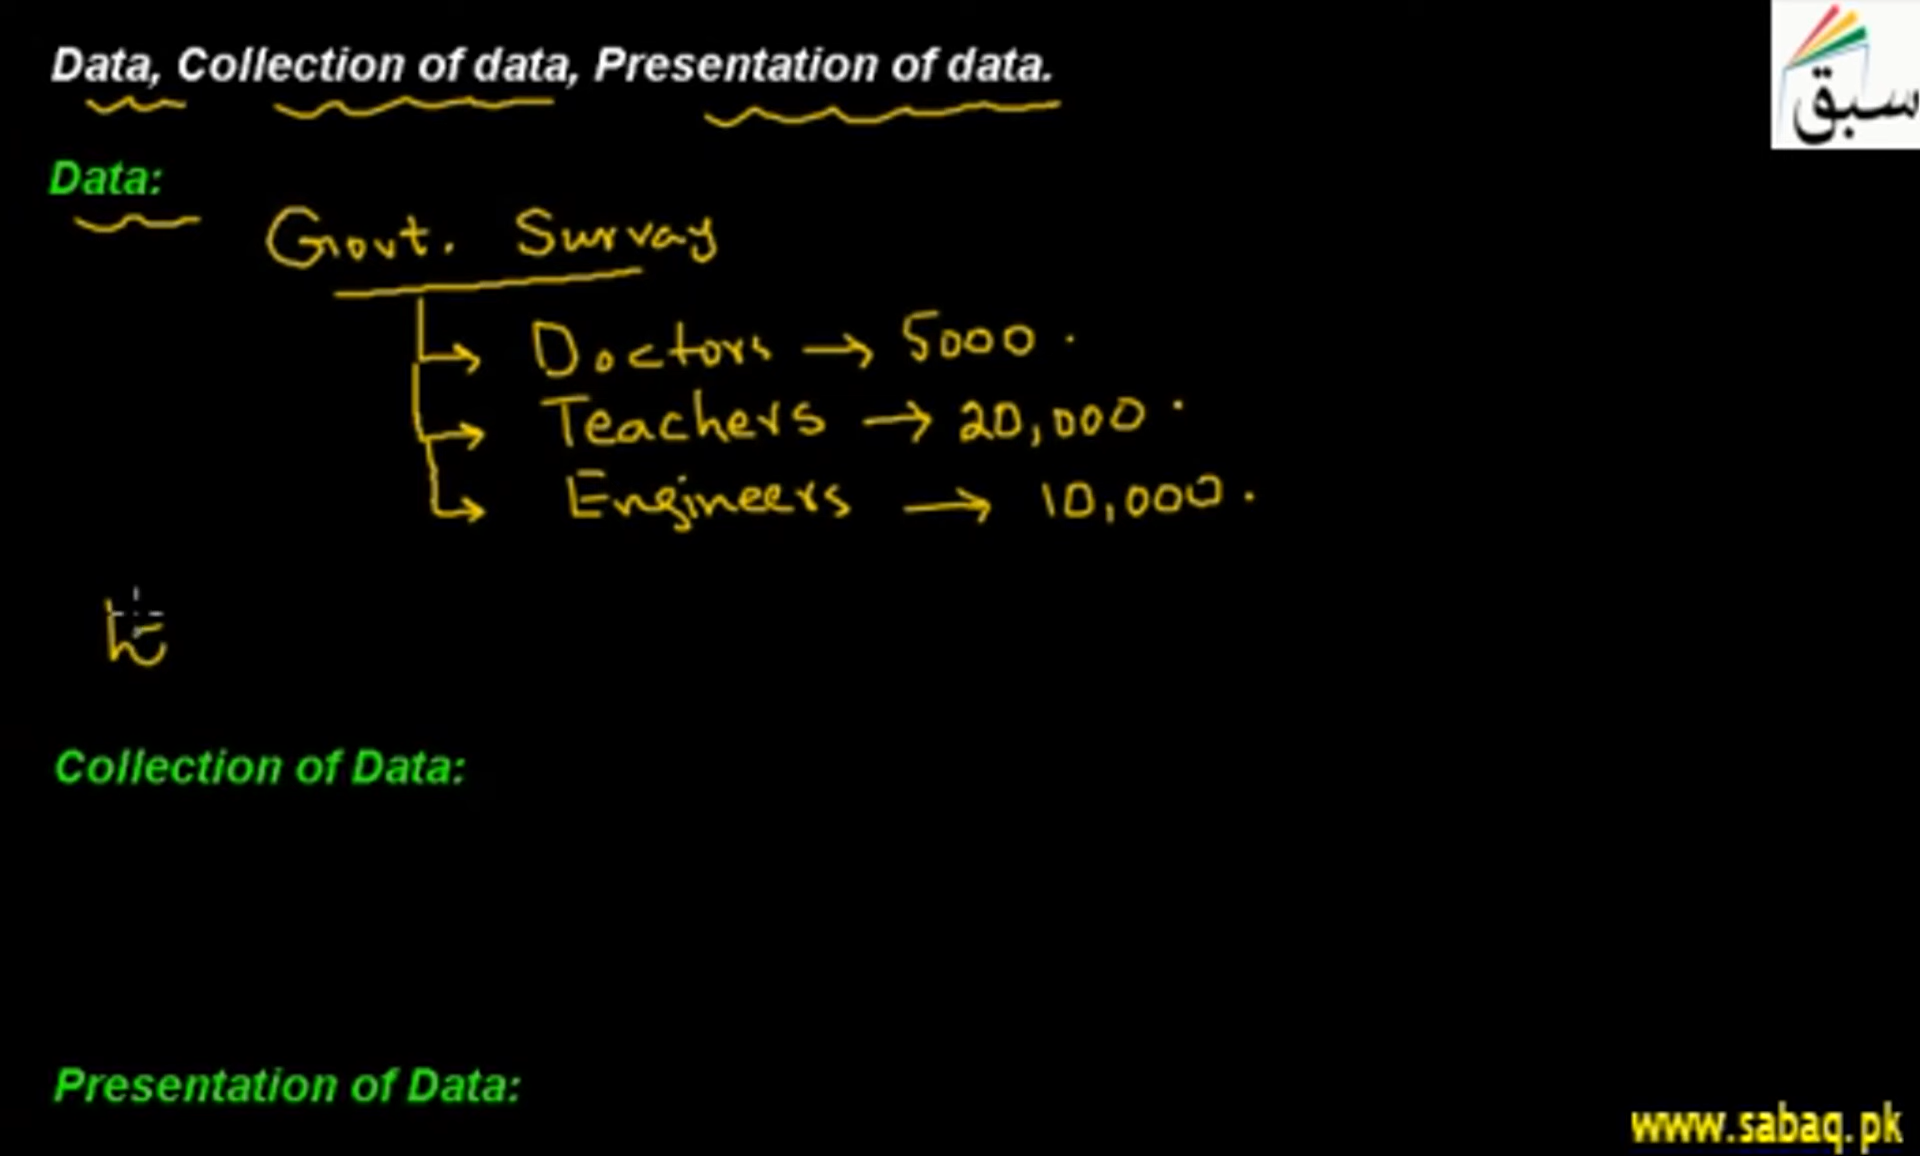 Data, Collection of data, Presentation of data.
سبق
Data:
Govt. Survay
Doctors → 5000.
Teachers → 20,000.
Engineers → 10,000.
Collection of Data:
Presentation of Data:
www.sabaq.pk